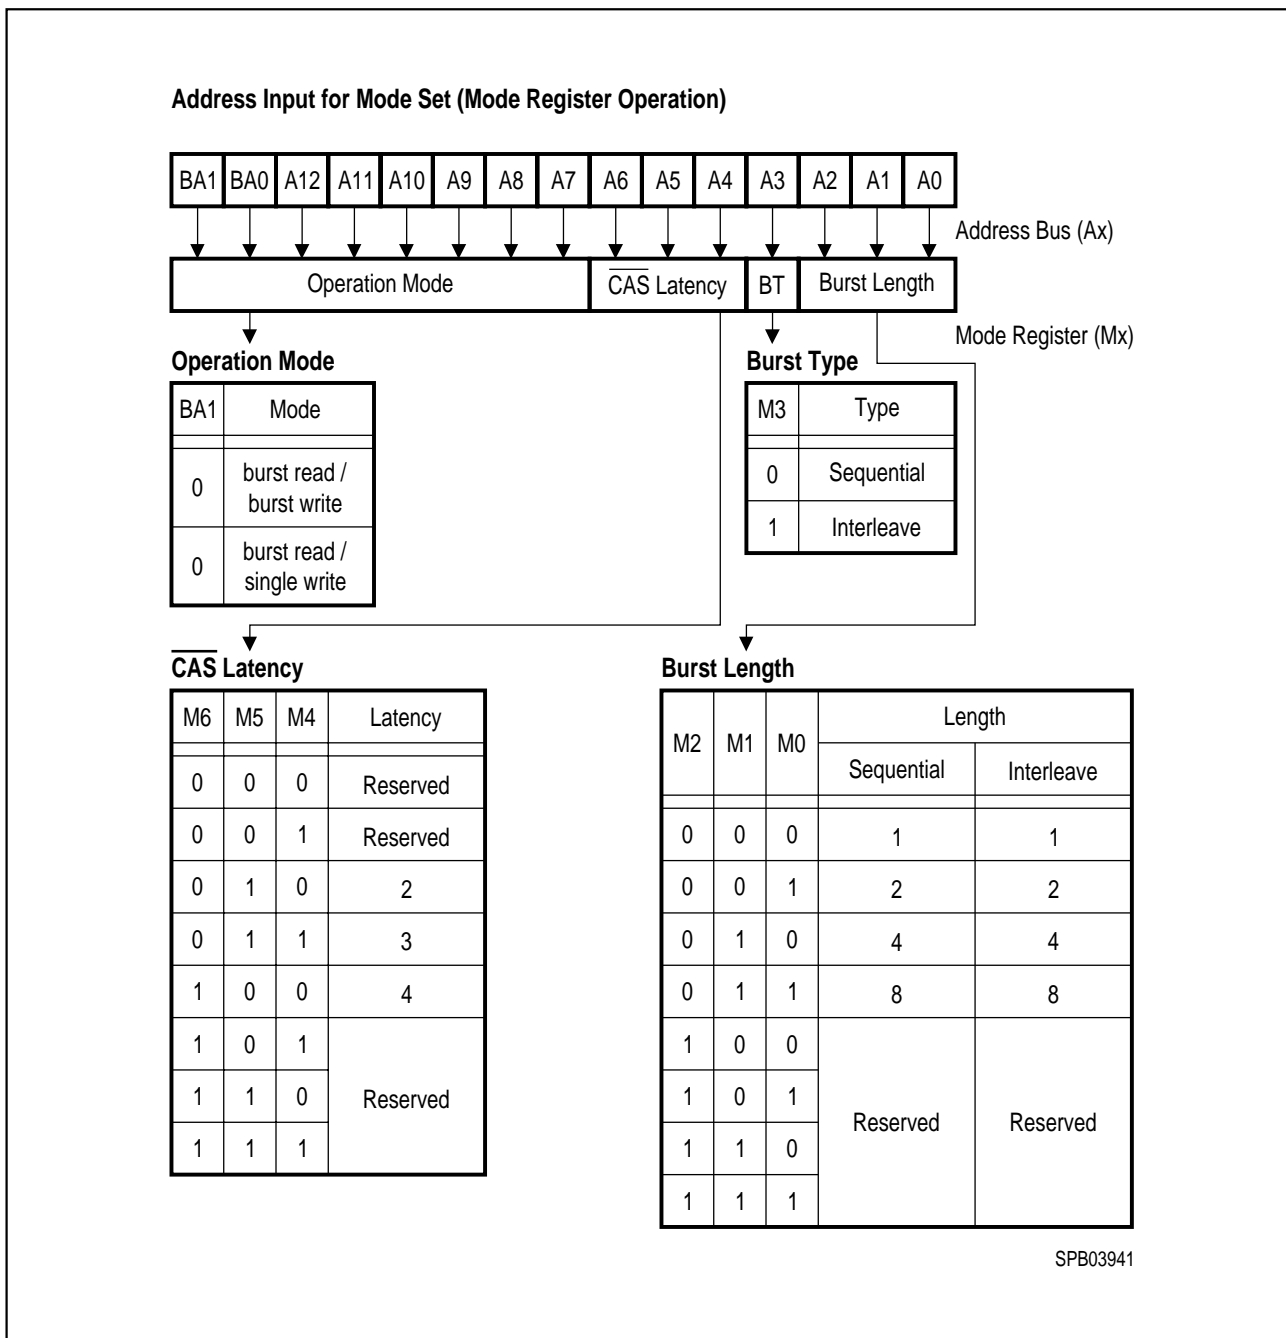 Address Input for Mode Set (Mode Register Operation)
BA1 BA0 A12 A11 A10 A9 A8 A7 A6 A5 A4 A3 A2 A1 A0
Address Bus (Ax)
Operation Mode CAS Latency BT Burst Length
Mode Register (Mx)
Operation Mode
BA1 Mode
0 burst read /
burst write
0 burst read /
single write
Burst Type
M3 Type
0 Sequential
1 Interleave
CAS Latency
M6 M5 M4 Latency
0 0 0 Reserved
0 0 1 Reserved
0 1 0 2
0 1 1 3
1 0 0 4
1 0 1
1 1 0 Reserved
1 1 1
Burst Length
M2 M1 M0 Length
Sequential Interleave
0 0 0 1 1
0 0 1 2 2
0 1 0 4 4
0 1 1 8 8
1 0 0
1 0 1
Reserved Reserved
1 1 0
1 1 1
SPB03941